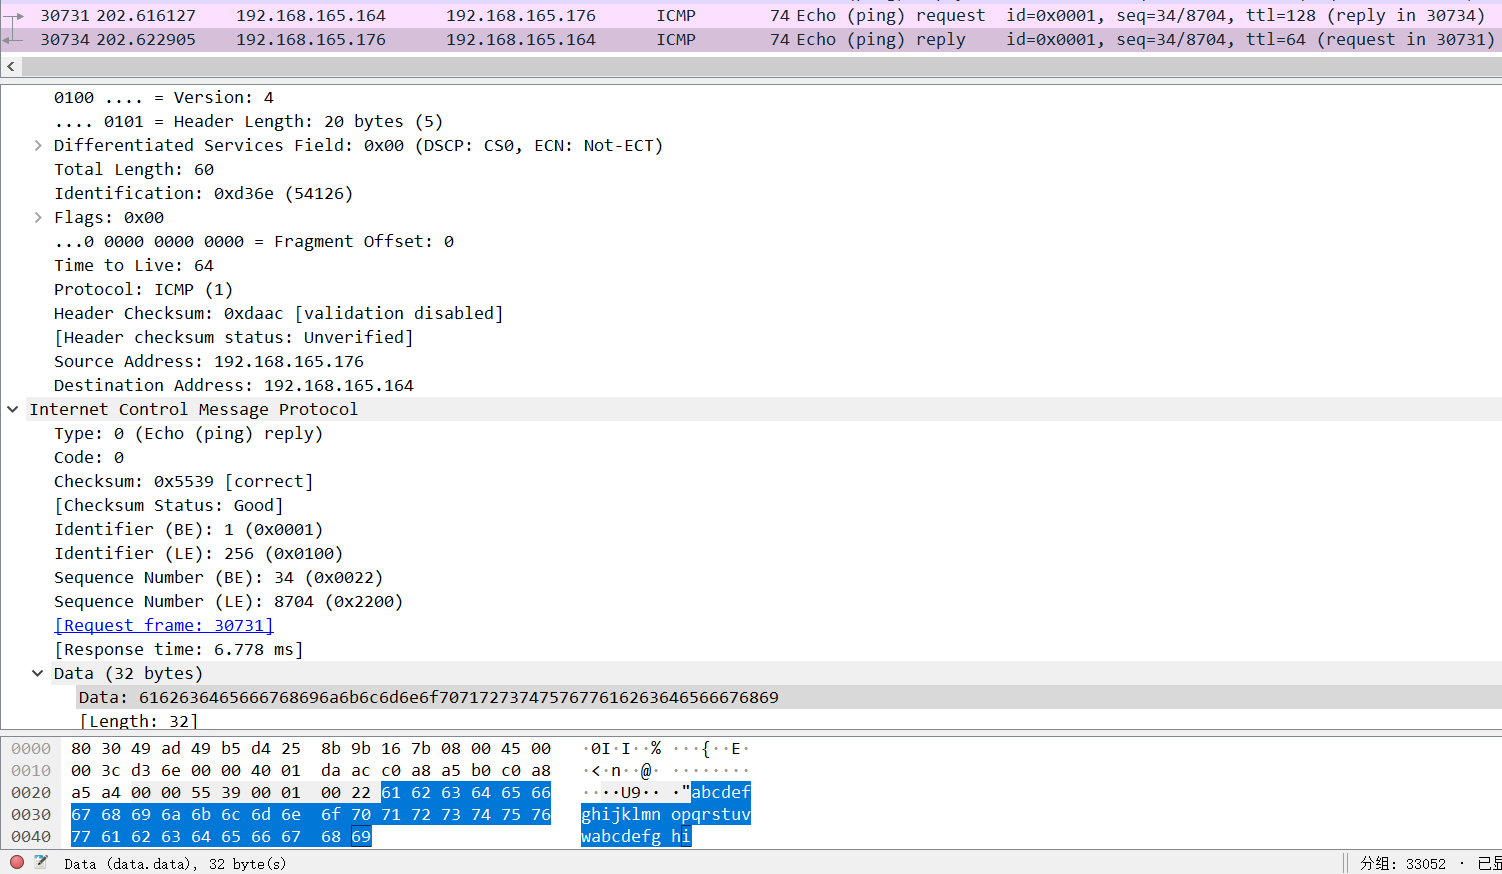 30731 202.616127 192.168.165.164 192.168.165.176 ICMP 74 Echo (ping) request id=0x0001, seq=34/8704, ttl=128 (reply in 30734)
30734 202.622905 192.168.165.176 192.168.165.164 ICMP 74 Echo (ping) reply id=0x0001, seq=34/8704, ttl=64 (request in 30731)
0100 .... = Version: 4
.... 0101 = Header Length: 20 bytes (5)
Differentiated Services Field: 0x00 (DSCP: CS0, ECN: Not-ECT)
Total Length: 60
Identification: 0xd36e (54126)
Flags: 0x00
...0 0000 0000 0000 = Fragment Offset: 0
Time to Live: 64
Protocol: ICMP (1)
Header Checksum: 0xdaac [validation disabled]
[Header checksum status: Unverified]
Source Address: 192.168.165.176
Destination Address: 192.168.165.164
Internet Control Message Protocol
Type: 0 (Echo (ping) reply)
Code: 0
Checksum: 0x5539 [correct]
[Checksum Status: Good]
Identifier (BE): 1 (0x0001)
Identifier (LE): 256 (0x0100)
Sequence Number (BE): 34 (0x0022)
Sequence Number (LE): 8704 (0x2200)
[Request frame: 30731]
[Response time: 6.778 ms]
Data (32 bytes)
Data: 6162636465666768696a6b6c6d6e6f7071727374757677616263646566676869
[Length: 32]
0000 80 30 49 ad 49 b5 d4 25 8b 9b 16 7b 08 00 45 00 ·0I·I··% ···{··E·
0010 00 3c d3 6e 00 00 40 01 da ac c0 a8 a5 b0 c0 a8 ·<·n··@· ········
0020 a5 a4 00 00 55 39 00 01 00 22 61 62 63 64 65 66 ····U9·· ·"abcdef
0030 67 68 69 6a 6b 6c 6d 6e 6f 70 71 72 73 74 75 76 ghijklmn opqrstuv
0040 77 61 62 63 64 65 66 67 68 69 wabcdefg hi
Data (data.data), 32 byte(s) 分组: 33052 · 已显